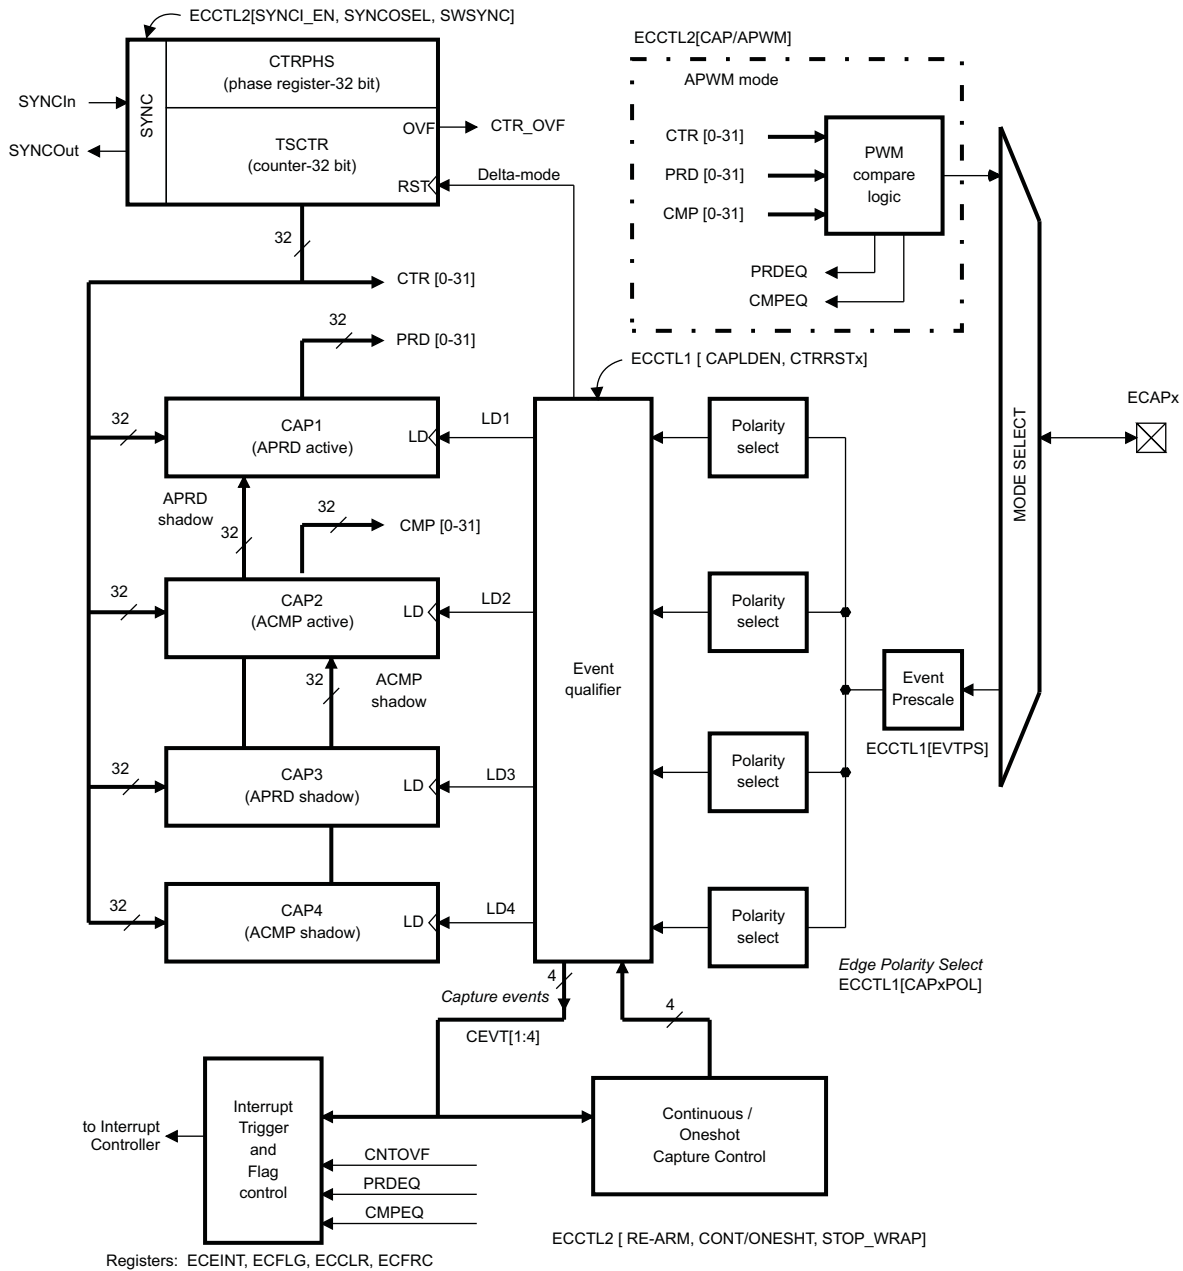 ECCTL2[SYNCI_EN, SYNCOSEL, SWSYNC]
ECCTL2[CAP/APWM]
CTRPHS
(phase register-32 bit)
APWM mode
SYNCIn
SYNC
OVF
CTR_OVF
SYNCOut
TSCTR
(counter-32 bit)
RST
Delta-mode
CTR [0-31]
PRD [0-31]
CMP [0-31]
PWM
compare
logic
PRDEQ
CMPEQ
32
CTR [0-31]
32
PRD [0-31]
ECCTL1 [ CAPLDEN, CTRRSTx]
ECAPx
MODE SELECT
32
CAP1
(APRD active)
LD
LD1
Polarity
select
APRD
shadow
32
32
CMP [0-31]
32
CAP2
(ACMP active)
LD
LD2
Polarity
select
Event
qualifier
32
ACMP
shadow
Event
Prescale
ECCTL1[EVTPS]
32
CAP3
(APRD shadow)
LD
LD3
Polarity
select
32
CAP4
(ACMP shadow)
LD
LD4
Polarity
select
Edge Polarity Select
ECCTL1[CAPxPOL]
4
Capture events
CEVT[1:4]
4
Interrupt
Trigger
and
Flag
control
to Interrupt
Controller
CNTOVF
PRDEQ
CMPEQ
Continuous /
Oneshot
Capture Control
ECCTL2 [ RE-ARM, CONT/ONESHT, STOP_WRAP]
Registers: ECEINT, ECFLG, ECCLR, ECFRC